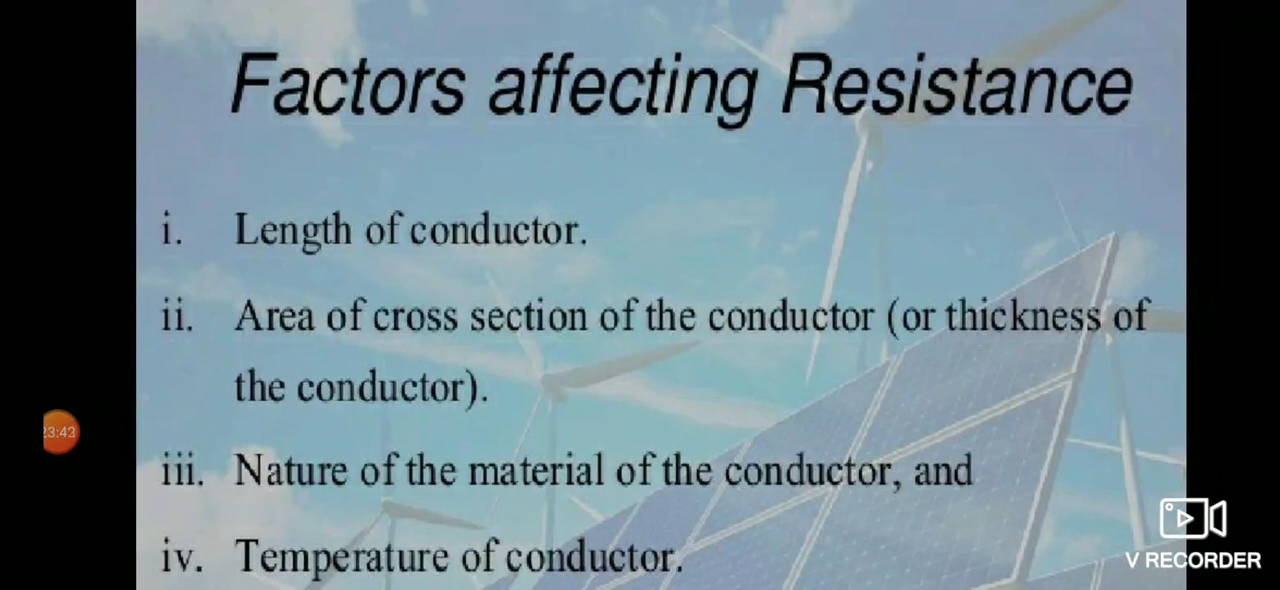 Factors affecting Resistance
i. Length of conductor.
ii. Area of cross section of the conductor (or thickness of
the conductor).
iii. Nature of the material of the conductor, and
23:42
iv. Temperature of conductor.
V RECORDER